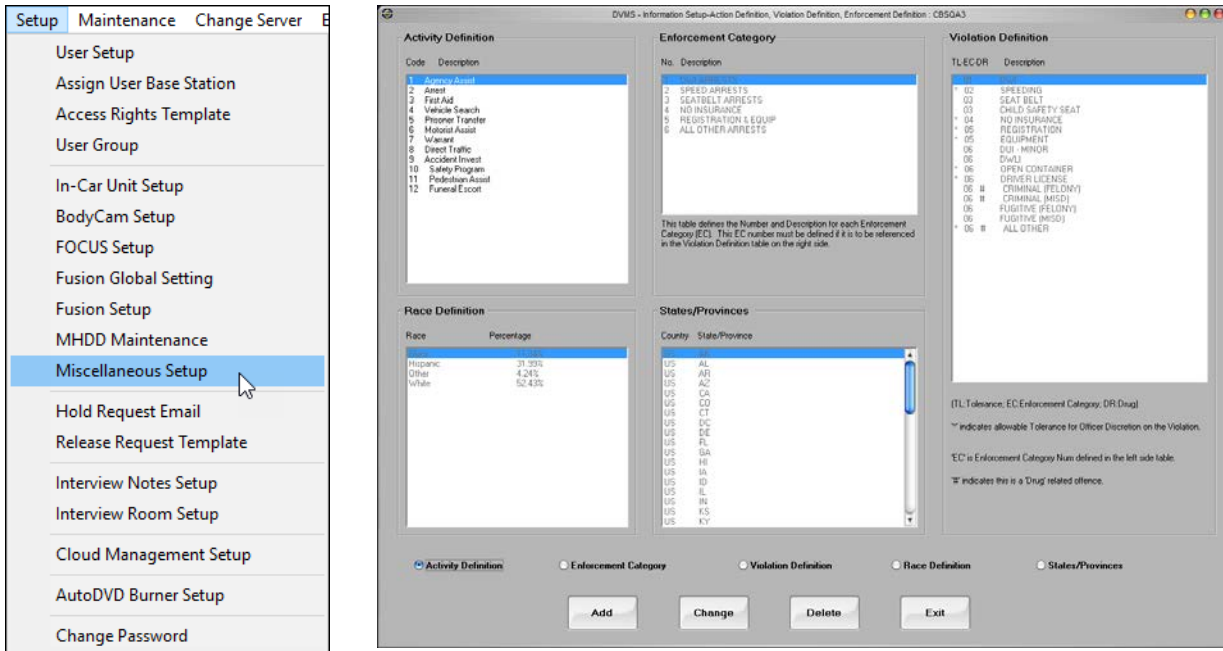 Setup Maintenance Change Server E
User Setup
Assign User Base Station
Access Rights Template
User Group
In-Car Unit Setup
BodyCam Setup
FOCUS Setup
Fusion Global Setting
Fusion Setup
MHDD Maintenance
Miscellaneous Setup
Hold Request Email
Release Request Template
Interview Notes Setup
Interview Room Setup
Cloud Management Setup
AutoDVD Burner Setup
Change Password
DVMS - Information Setup-Action Definition, Violation Definition, Enforcement Definition : CBSQA3
Activity Definition
Code Description
1 Agency Assist
2 Arrest
3 First Aid
4 Vehicle Search
5 Prisoner Transfer
6 Motorist Assist
7 Warrant
8 Direct Traffic
9 Accident Invest
10 Safety Program
11 Pedestrian Assist
12 Funeral Escort
Enforcement Category
No. Description
2 SPEED ARRESTS
3 SEATBELT ARRESTS
4 NO INSURANCE
5 REGISTRATION & EQUIP
6 ALL OTHER ARRESTS
This table defines the Number and Description for each Enforcement
Category (EC). This EC number must be defined if it is to be referenced
in the Violation Definition table on the right side.
Violation Definition
TL-EC-DR Description
01 DWI
* 02 SPEEDING
03 SEAT BELT
03 CHILD SAFETY SEAT
* 04 NO INSURANCE
* 05 REGISTRATION
* 05 EQUIPMENT
06 DUI - MINOR
06 DWLI
* 06 OPEN CONTAINER
* 06 DRIVER LICENSE
06 # CRIMINAL (FELONY)
06 # CRIMINAL (MISD)
06 FUGITIVE (FELONY)
06 FUGITIVE (MISD)
* 06 # ALL OTHER
(TL:Tolerance; EC:Enforcement Category; DR:Drug)
'*' indicates allowable Tolerance for Officer Discretion on the Violation.
'EC' is Enforcement Category Num defined in the left side table.
'#' indicates this is a 'Drug' related offence.
Race Definition
Race Percentage
Hispanic 31.99%
Other 4.24%
White 52.43%
States/Provinces
Country State/Province
US AK
US AL
US AR
US AZ
US CA
US CO
US CT
US DC
US DE
US FL
US GA
US HI
US IA
US ID
US IL
US IN
US KS
US KY
Activity Definition Enforcement Category Violation Definition Race Definition States/Provinces
Add Change Delete Exit